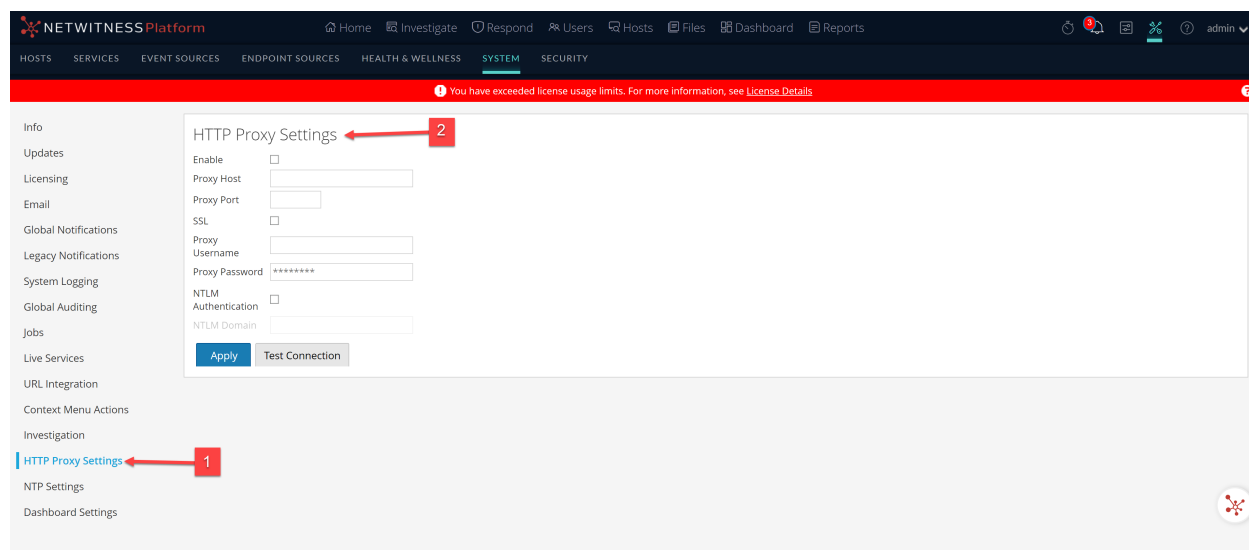 NETWITNESS Platform
Home Investigate Respond Users Hosts Files Dashboard Reports
3
admin
HOSTS SERVICES EVENT SOURCES ENDPOINT SOURCES HEALTH & WELLNESS SYSTEM SECURITY
You have exceeded license usage limits. For more information, see License Details
Info
Updates
Licensing
Email
Global Notifications
Legacy Notifications
System Logging
Global Auditing
Jobs
Live Services
URL Integration
Context Menu Actions
Investigation
HTTP Proxy Settings
1
NTP Settings
Dashboard Settings
HTTP Proxy Settings
2
Enable
Proxy Host
Proxy Port
SSL
Proxy
Username
Proxy Password ********
NTLM
Authentication
NTLM Domain
Apply Test Connection